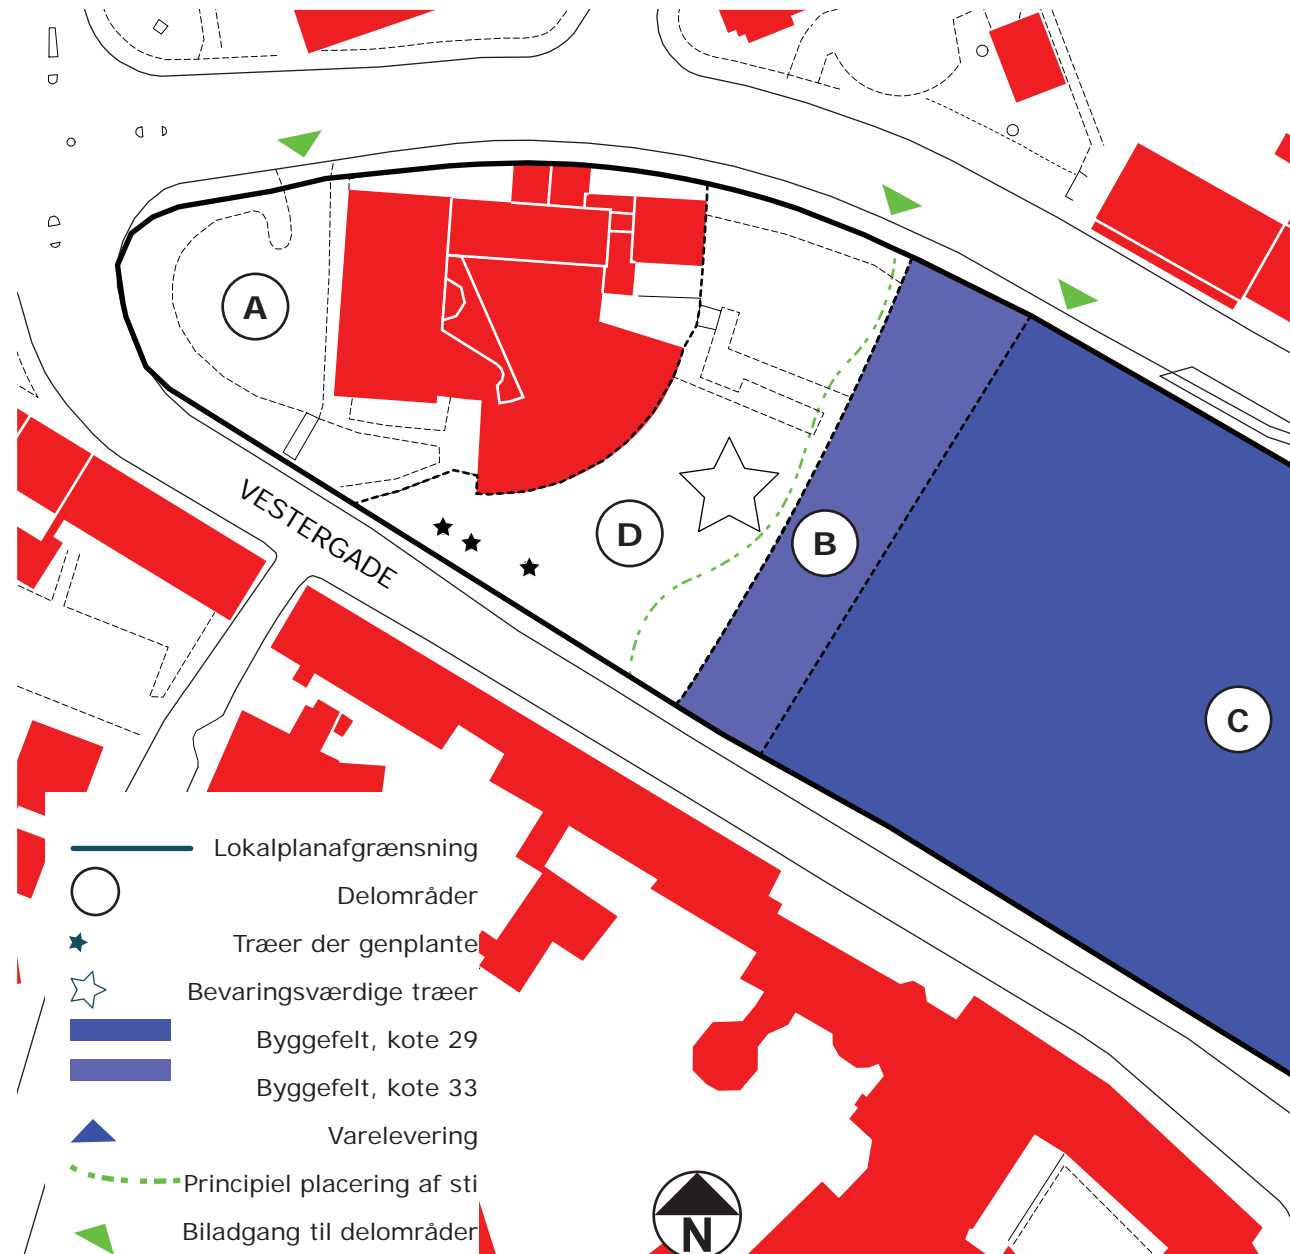 A
VESTERGADE
D
B
C
Lokalplanafgrænsning
Delområder
Træer der genplante
Bevaringsværdige træer
Byggefelt, kote 29
Byggefelt, kote 33
Varelevering
Principiel placering af sti
Biladgang til delområder
N